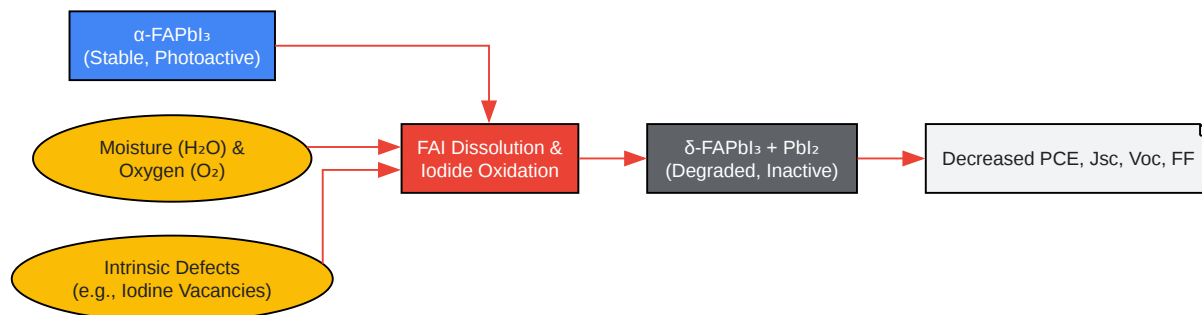 α-FAPbI₃
(Stable, Photoactive)
Moisture (H₂O) &
Oxygen (O₂)
Intrinsic Defects
(e.g., Iodine Vacancies)
FAI Dissolution &
Iodide Oxidation
δ-FAPbI₃ + PbI₂
(Degraded, Inactive)
Decreased PCE, Jsc, Voc, FF